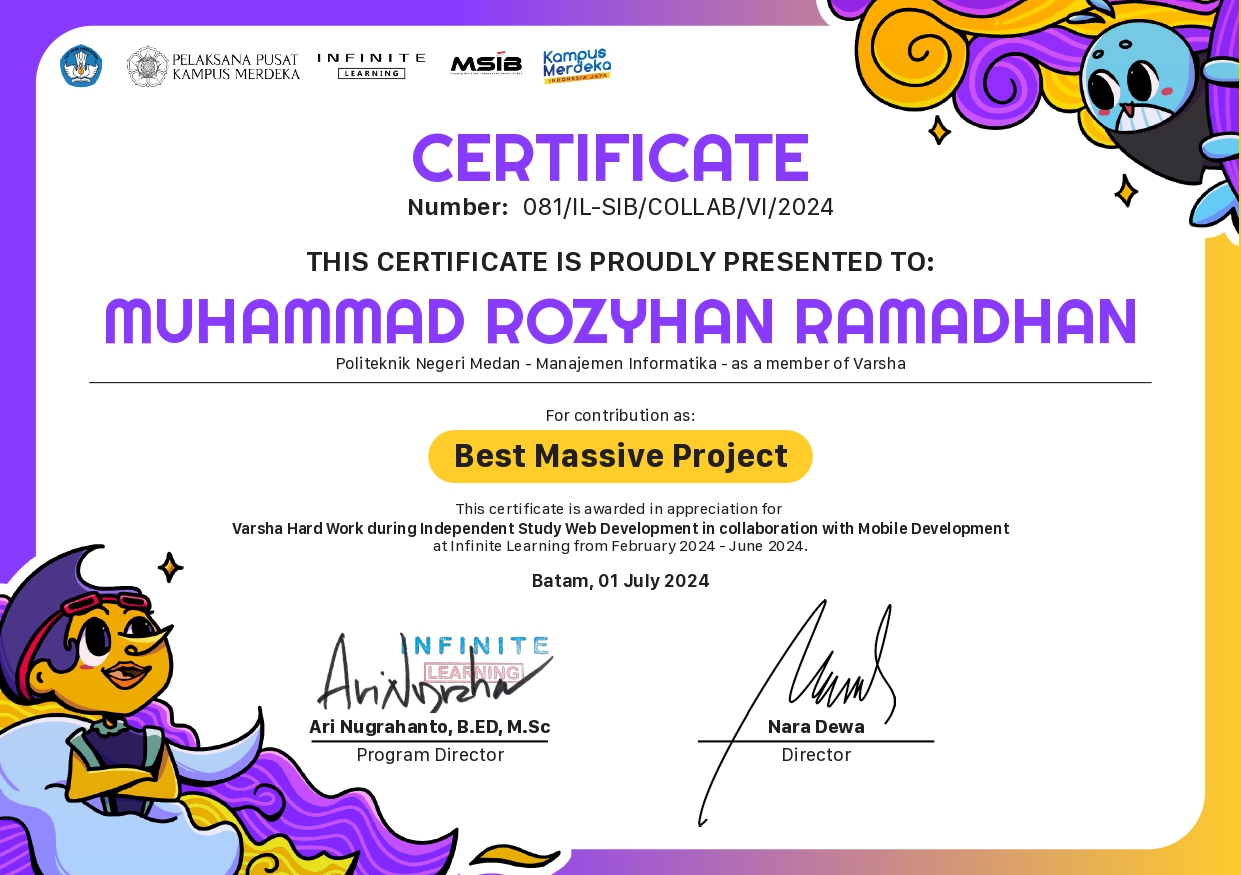 PELAKSANA PUSAT
KAMPUS MERDEKA
INFINITE
LEARNING
MSIB
Kampus
Merdeka
INDONESIA JAYA
CERTIFICATE
Number: 081/IL-SIB/COLLAB/VI/2024
THIS CERTIFICATE IS PROUDLY PRESENTED TO:
MUHAMMAD ROZYHAN RAMADHAN
Politeknik Negeri Medan - Manajemen Informatika - as a member of Varsha
For contribution as:
Best Massive Project
This certificate is awarded in appreciation for
Varsha Hard Work during Independent Study Web Development in collaboration with Mobile Development
at Infinite Learning from February 2024 - June 2024.
Batam, 01 July 2024
INFINITE
LEARNING
Ari Nugrahanto, B.ED, M.Sc
Program Director
Nara Dewa
Director